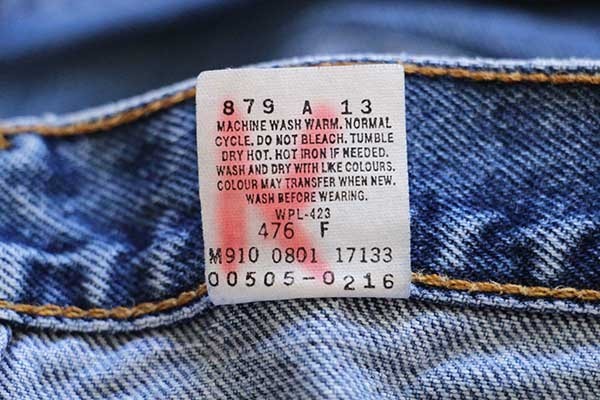 879 A 13
MACHINE WASH WARM. NORMAL
CYCLE. DO NOT BLEACH. TUMBLE
DRY HOT. HOT IRON IF NEEDED.
WASH AND DRY WITH LIKE COLOURS.
COLOUR MAY TRANSFER WHEN NEW.
WASH BEFORE WEARING.
WPL-423
476 F
M910 0801 17133
00505-0216